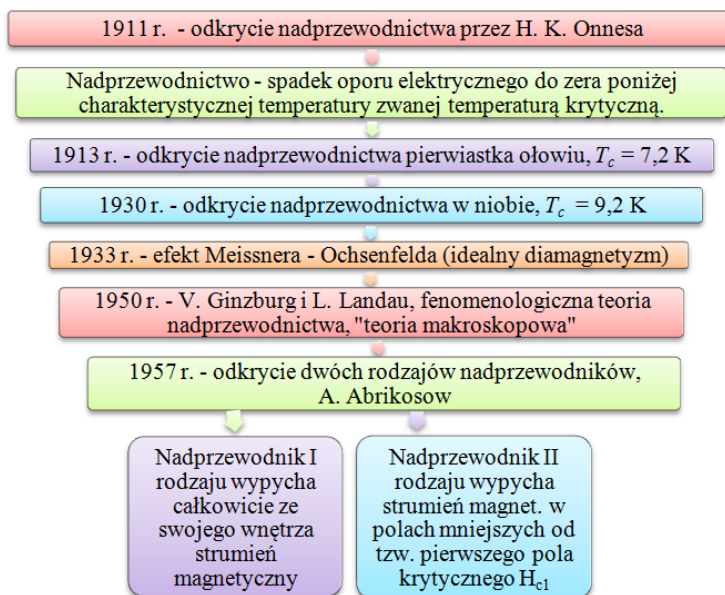 1911 r. - odkrycie nadprzewodnictwa przez H. K. Onnesa
Nadprzewodnictwo - spadek oporu elektrycznego do zera poniżej
charakterystycznej temperatury zwanej temperaturą krytyczną.
1913 r. - odkrycie nadprzewodnictwa pierwiastka ołowiu, T_c = 7,2 K
1930 r. - odkrycie nadprzewodnictwa w niobie, T_c = 9,2 K
1933 r. - efekt Meissnera - Ochsenfelda (idealny diamagnetyzm)
1950 r. - V. Ginzburg i L. Landau, fenomenologiczna teoria
nadprzewodnictwa, "teoria makroskopowa"
1957 r. - odkrycie dwóch rodzajów nadprzewodników,
A. Abrikosow
Nadprzewodnik I
rodzaju wypycha
całkowicie ze
swojego wnętrza
strumień
magnetyczny
Nadprzewodnik II
rodzaju wypycha
strumień magnet. w
polach mniejszych od
tzw. pierwszego pola
krytycznego H_c1